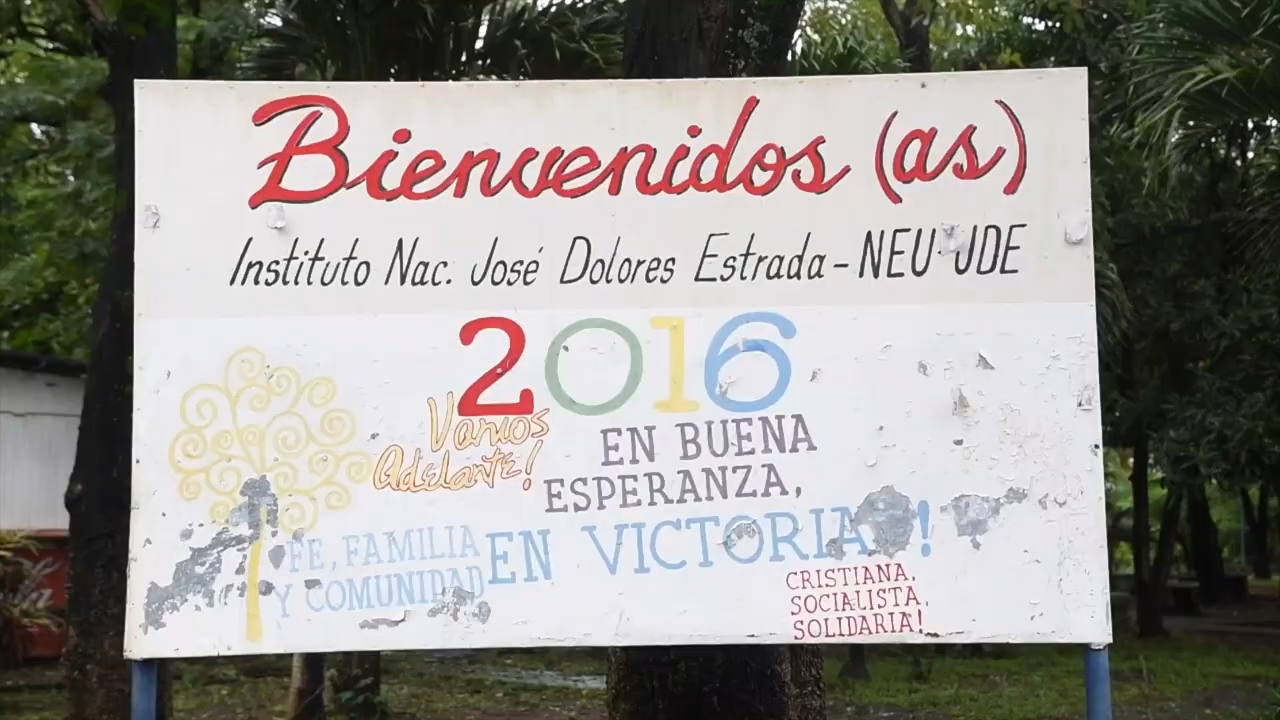 Bienvenidos (as)
Instituto Nac. José Dolores Estrada - NEU JDE
2016
Vamos
Adelante!
EN BUENA
ESPERANZA,
EN VICTORIA !
FE, FAMILIA
Y COMUNIDAD
CRISTIANA,
SOCIALISTA,
SOLIDARIA!